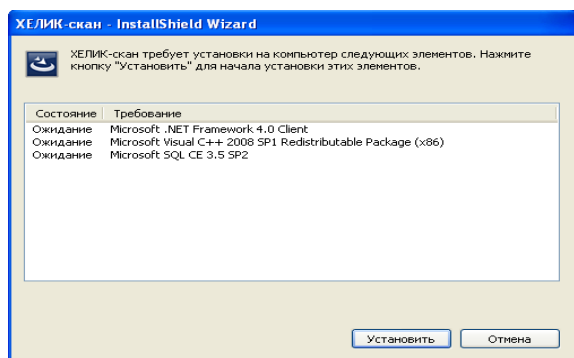 ХЕЛИК-скан - InstallShield Wizard
ХЕЛИК-скан требует установки на компьютер следующих элементов. Нажмите
кнопку "Установить" для начала установки этих элементов.
Состояние Требование
Ожидание Microsoft .NET Framework 4.0 Client
Ожидание Microsoft Visual C++ 2008 SP1 Redistributable Package (x86)
Ожидание Microsoft SQL CE 3.5 SP2
Установить Отмена